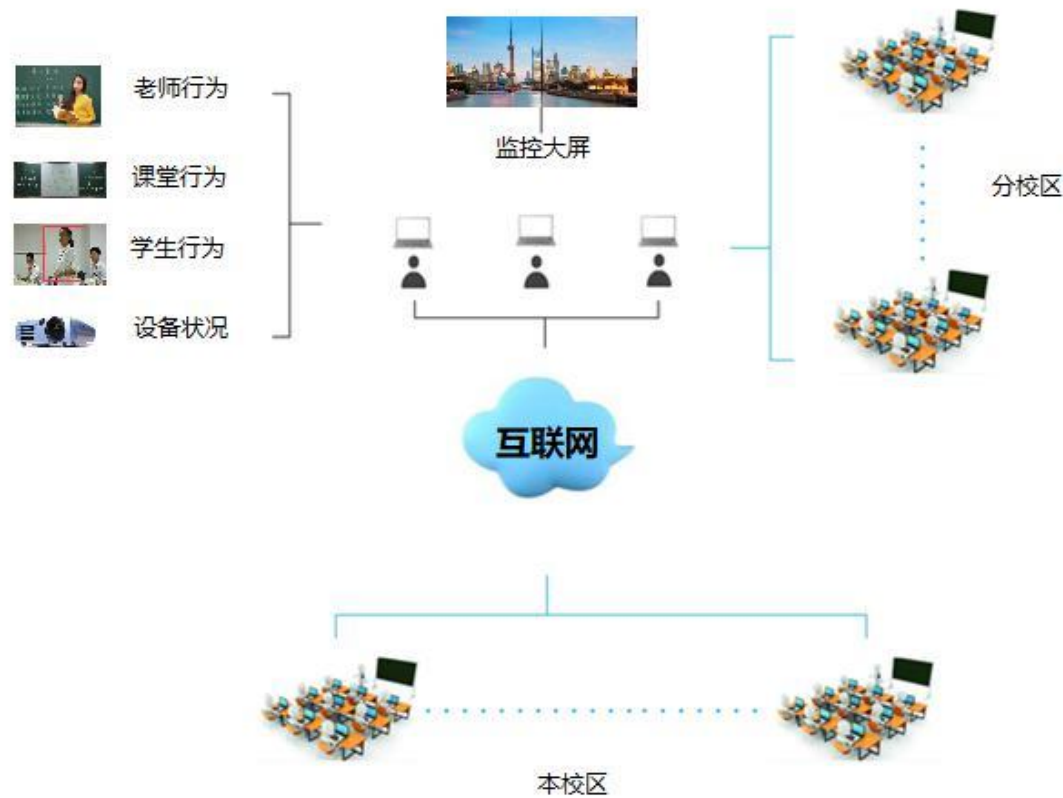 老师行为
监控大屏
课堂行为
分校区
学生行为
设备状况
互联网
本校区